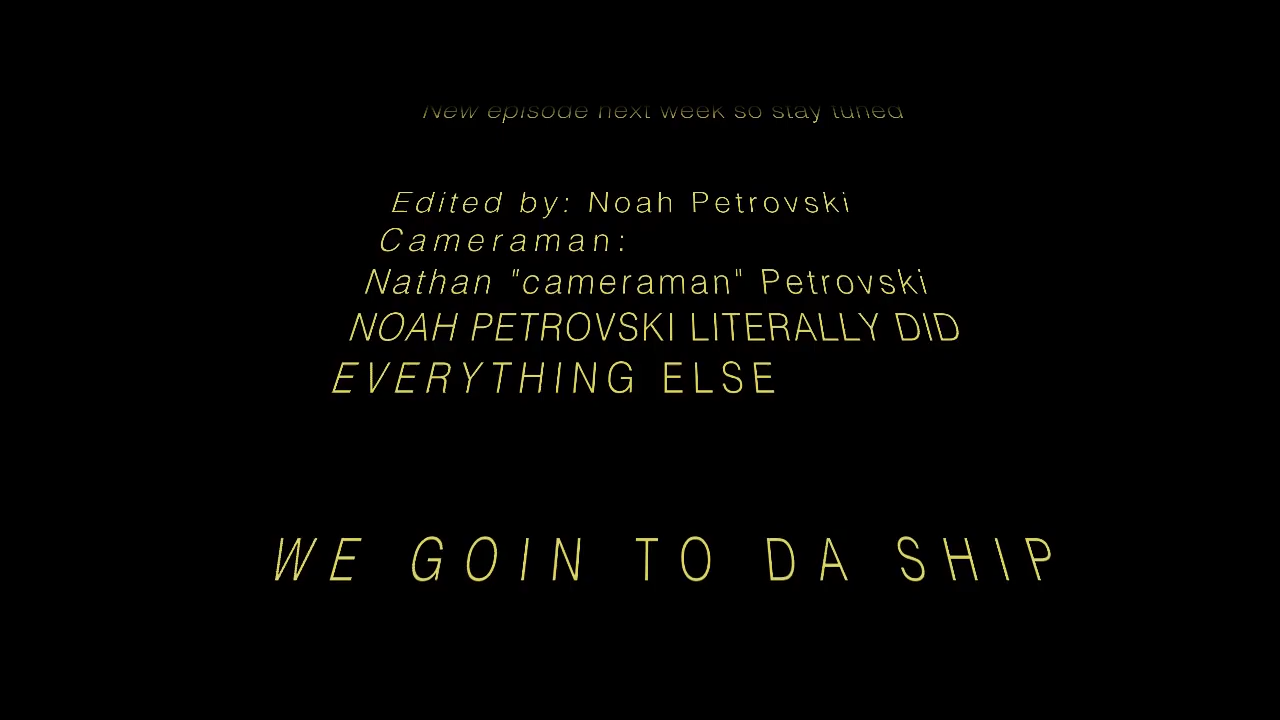 New episode next week so stay tuned
Edited by: Noah Petrovski
Cameraman:
Nathan "cameraman" Petrovski
NOAH PETROVSKI LITERALLY DID
EVERYTHING ELSE
WE GOIN TO DA SHIP